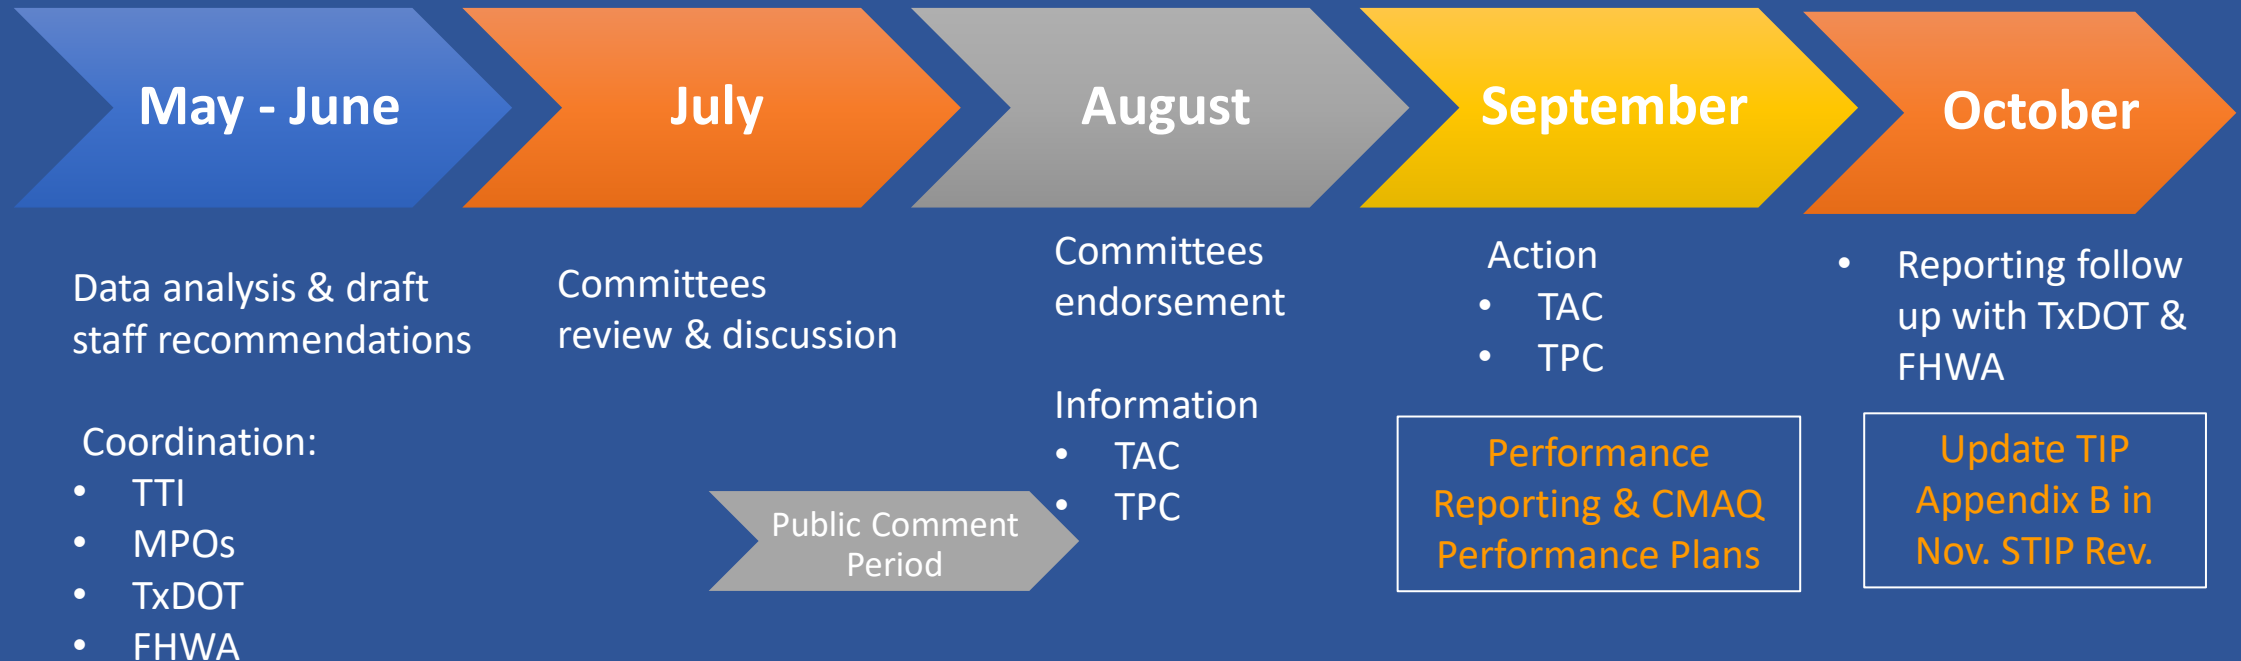 May - June
July
August
September
October
Data analysis & draft
staff recommendations
Coordination:
• TTI
• MPOs
• TxDOT
• FHWA
Committees
review & discussion
Public Comment
Period
Committees
endorsement
Information
• TAC
• TPC
Action
• TAC
• TPC
Performance
Reporting & CMAQ
Performance Plans
• Reporting follow
up with TxDOT &
FHWA
Update TIP
Appendix B in
Nov. STIP Rev.